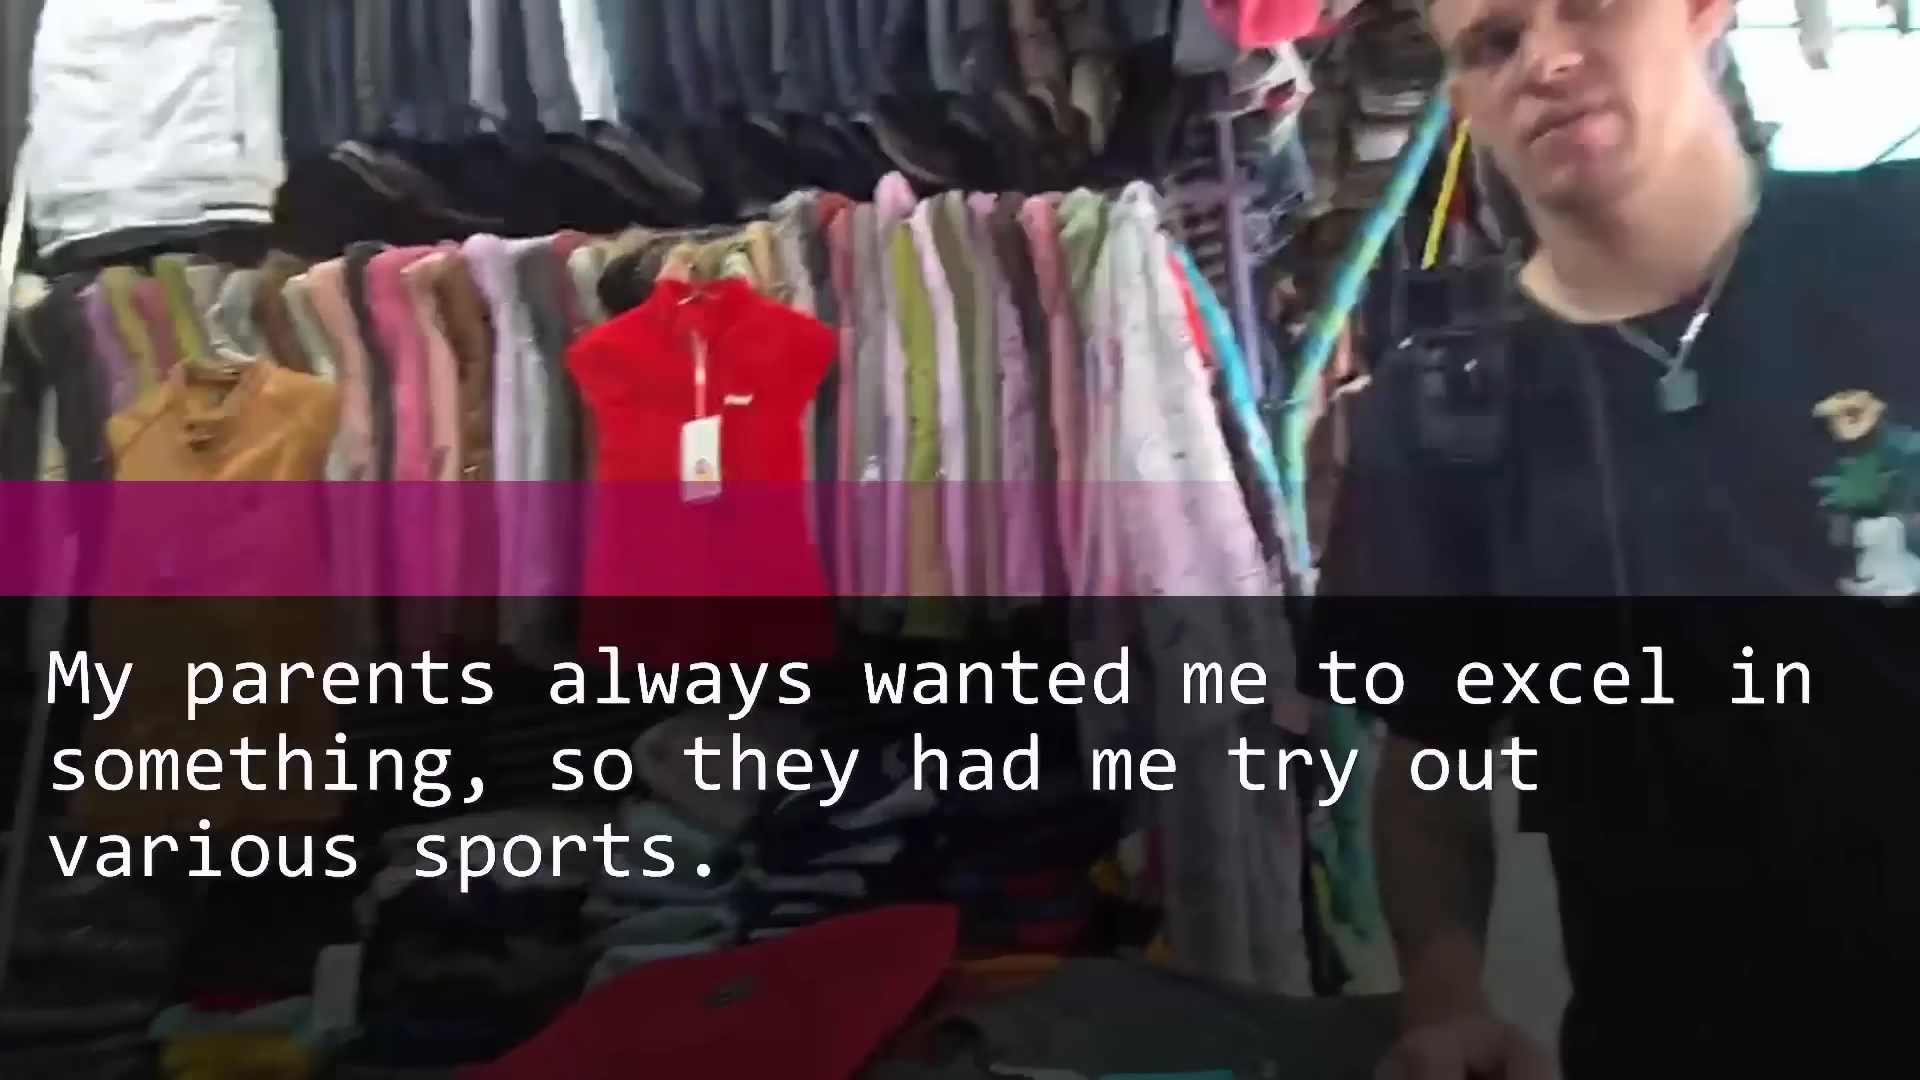 My parents always wanted me to excel in
something, so they had me try out
various sports.